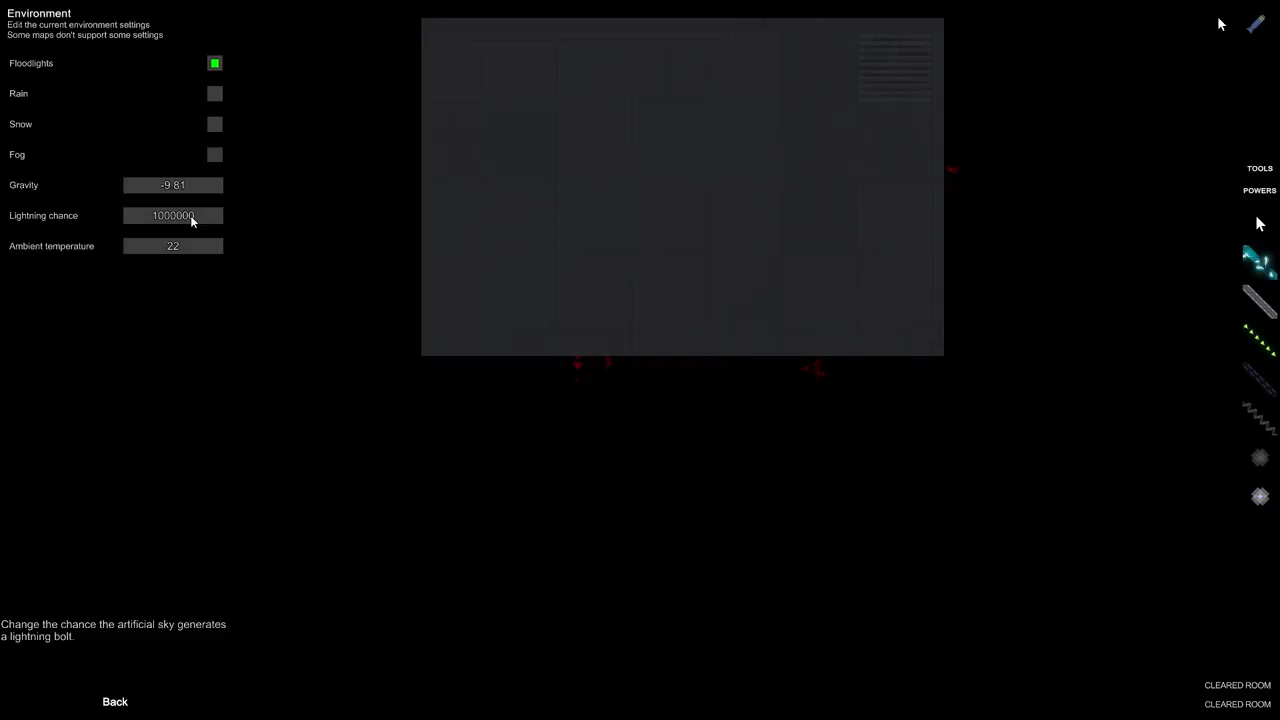 Environment
Edit the current environment settings
Some maps don't support some settings
Floodlights
Rain
Snow
Fog
Gravity
-9.81
Lightning chance
1000000
Ambient temperature
22
TOOLS
POWERS
Change the chance the artificial sky generates
a lightning bolt.
Back
CLEARED ROOM
CLEARED ROOM